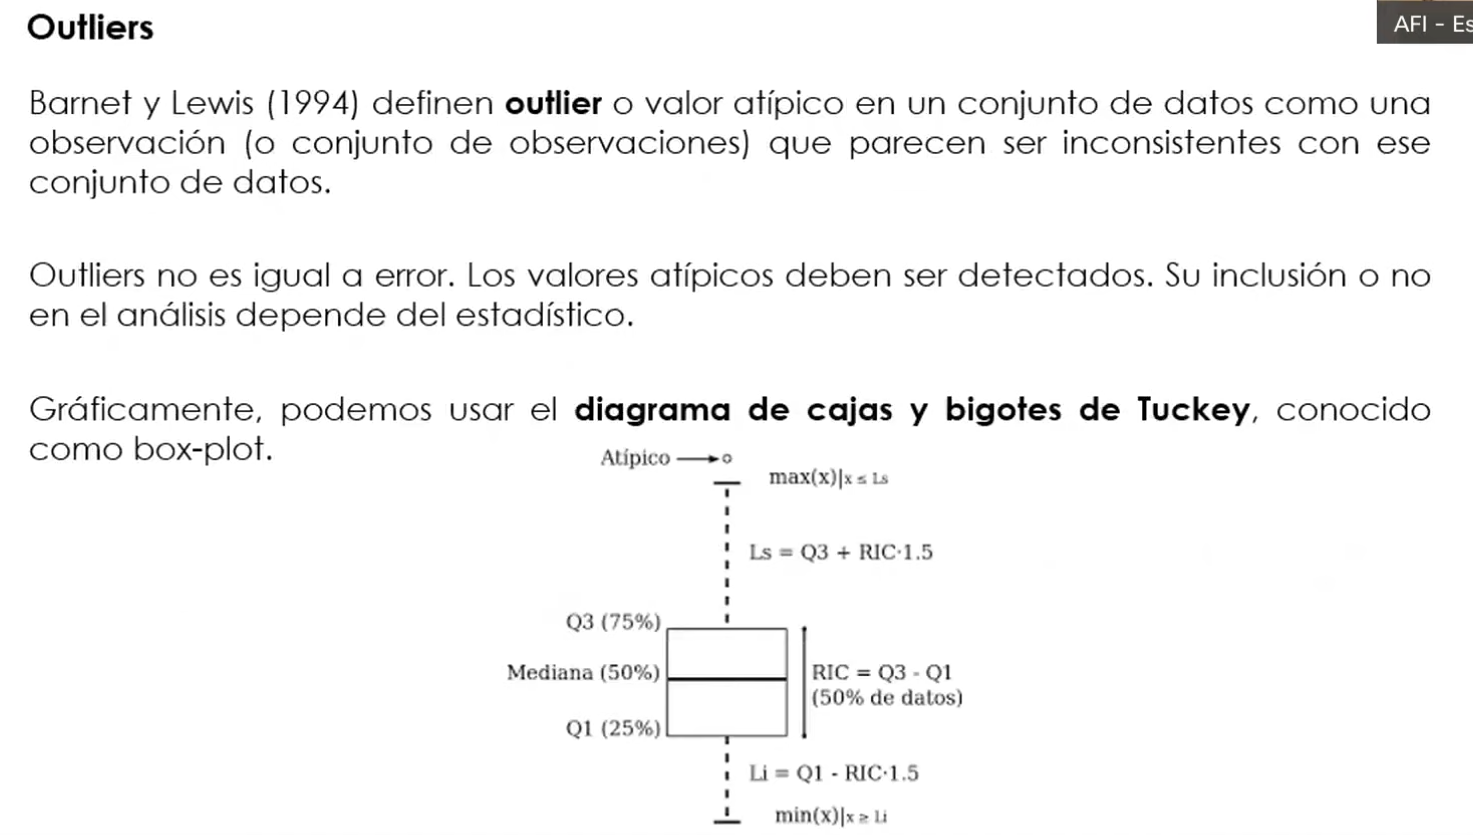 Outliers
AFI - Es
Barnet y Lewis (1994) definen outlier o valor atípico en un conjunto de datos como una
observación (o conjunto de observaciones) que parecen ser inconsistentes con ese
conjunto de datos.
Outliers no es igual a error. Los valores atípicos deben ser detectados. Su inclusión o no
en el análisis depende del estadístico.
Gráficamente, podemos usar el diagrama de cajas y bigotes de Tuckey, conocido
como box-plot.
Atípico
max(x)|x ≤ Ls
Ls = Q3 + RIC·1.5
Q3 (75%)
Mediana (50%)
RIC = Q3 - Q1
(50% de datos)
Q1 (25%)
Li = Q1 - RIC·1.5
min(x)|x ≥ Li